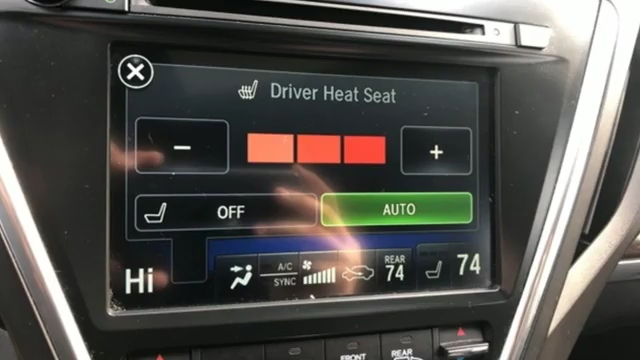 Driver Heat Seat
- +
OFF AUTO
Hi A/C SYNC REAR 74 74
FRONT REAR